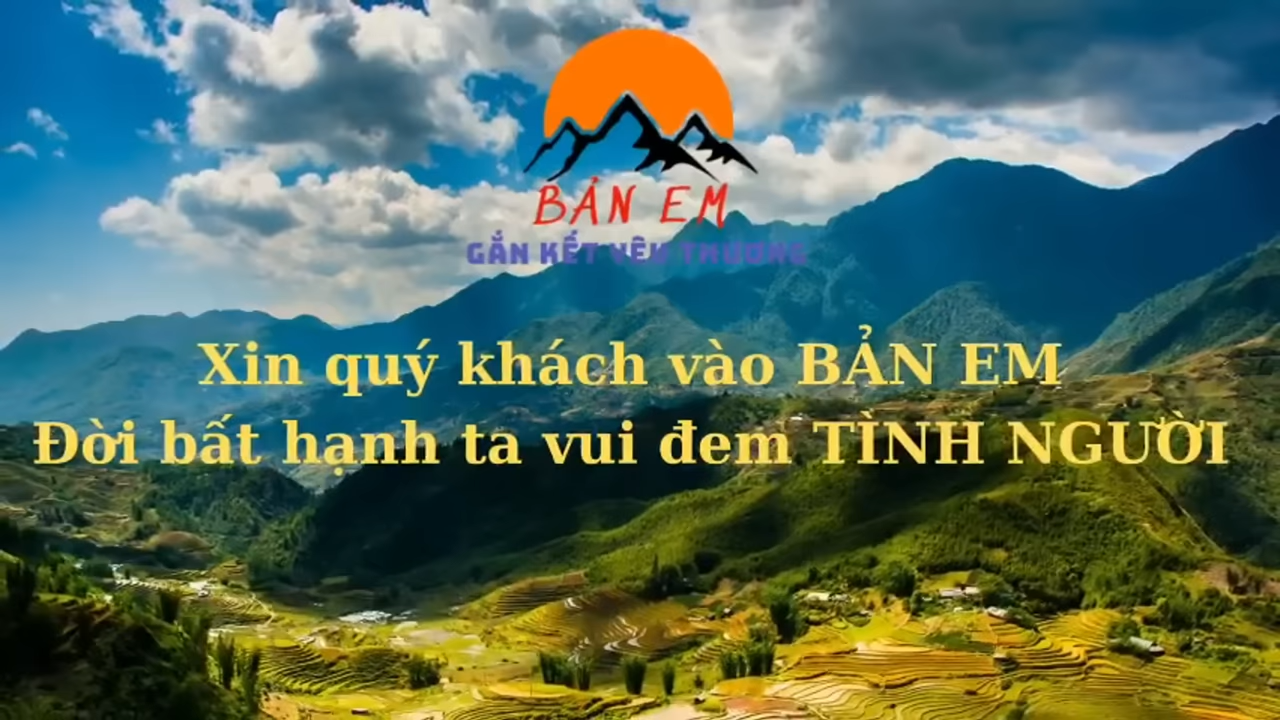 BẢN EM
GẮN KẾT YÊU THƯƠNG
Xin quý khách vào BẢN EM
Đời bất hạnh ta vui đem TÌNH NGƯỜI